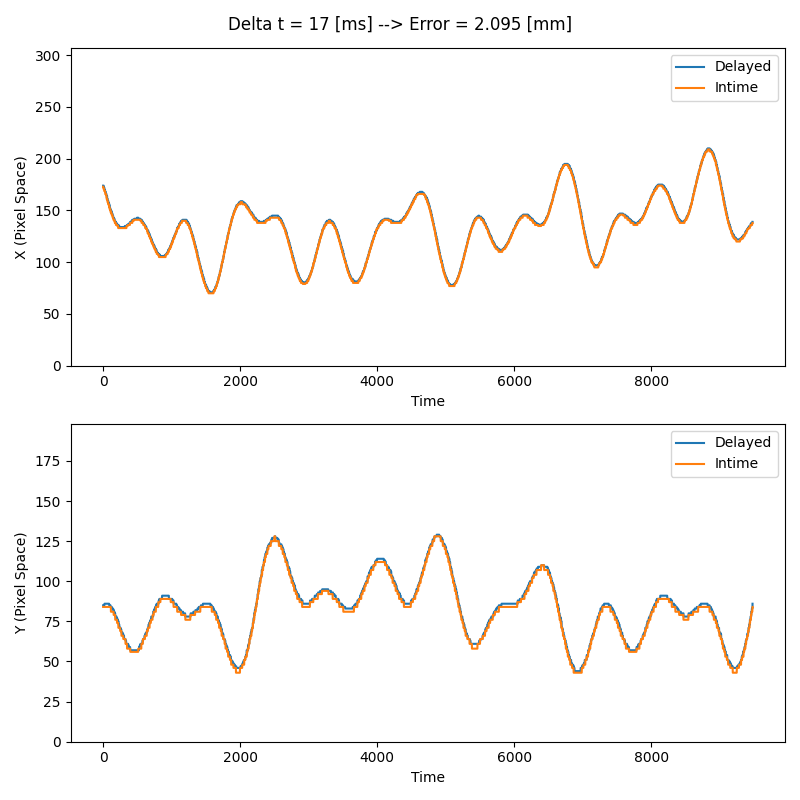 Delta t = 17 [ms] --> Error = 2.095 [mm]
300
250
200
150
100
50
0
X (Pixel Space)
Delayed
Intime
0 2000 4000 6000 8000
Time
175
150
125
100
75
50
25
0
Y (Pixel Space)
Delayed
Intime
0 2000 4000 6000 8000
Time